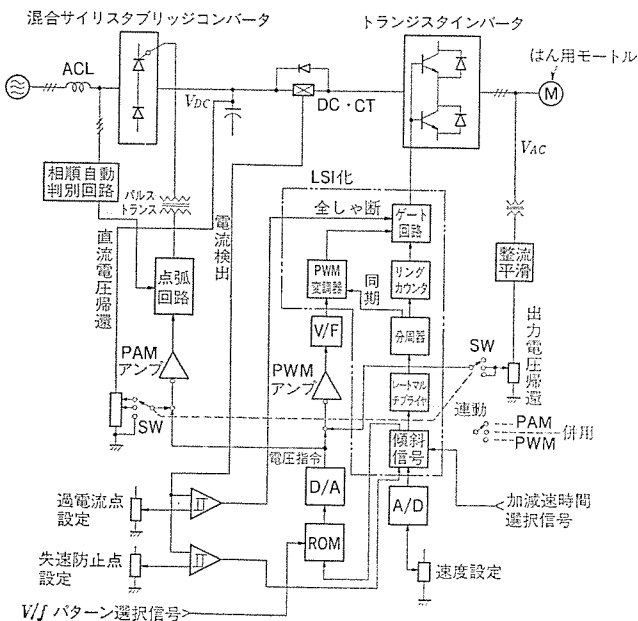 混合サイリスタブリッジコンバータ
トランジスタインバータ
はん用モートル
ACL
V_DC
DC・CT
M
V_AC
相順自動
判別回路
パルス
トランス
電流検出
直流電圧帰還
LSI化
全しゃ断
ゲート
回路
点弧
回路
PWM
変調器
同期
リング
カウンタ
整流
平滑
V/F
分周器
出力電圧帰還
PAM
アンプ
PWM
アンプ
SW
レートマル
チプライヤ
連動
SW
PAM
PWM
併用
電圧指令
傾斜
信号
D/A
A/D
加減速時間
選択信号
過電流点
設定
ROM
失速防止点
設定
速度設定
V/f パターン選択信号